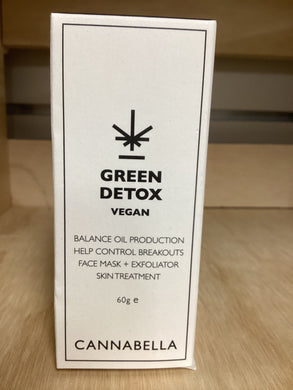 GREEN
DETOX
VEGAN
BALANCE OIL PRODUCTION
HELP CONTROL BREAKOUTS
FACE MASK + EXFOLIATOR
SKIN TREATMENT
60g e
CANNABELLA